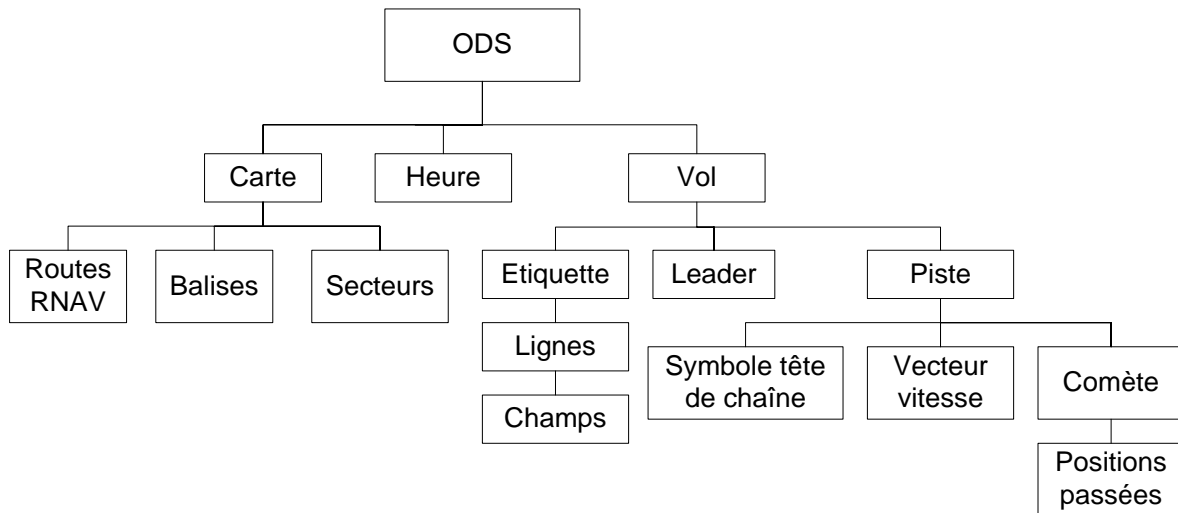 ODS
Carte
Heure
Vol
Routes
RNAV
Balises
Secteurs
Etiquette
Leader
Piste
Lignes
Champs
Symbole tête
de chaîne
Vecteur
vitesse
Comète
Positions
passées